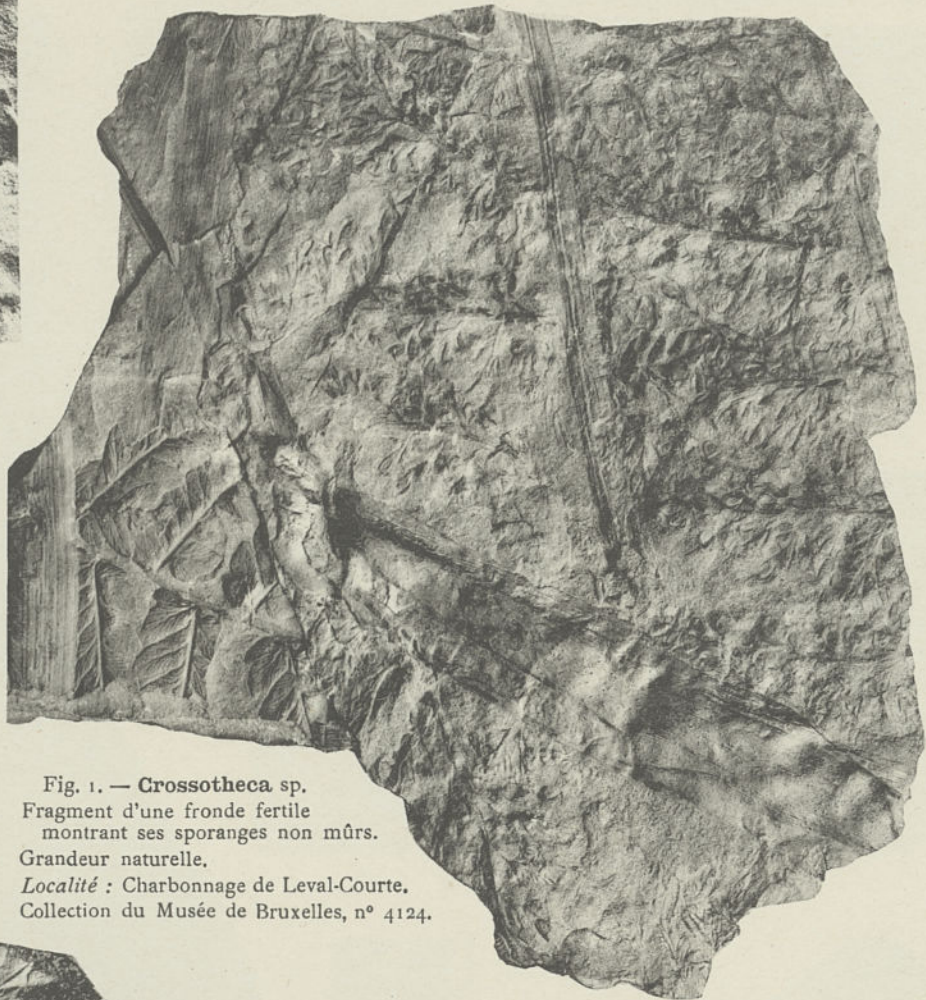 Fig. 1. — Crossotheca sp.
Fragment d'une fronde fertile
montrant ses sporanges non mûrs.
Grandeur naturelle.
Localité : Charbonnage de Leval-Courte.
Collection du Musée de Bruxelles, nº 4124.